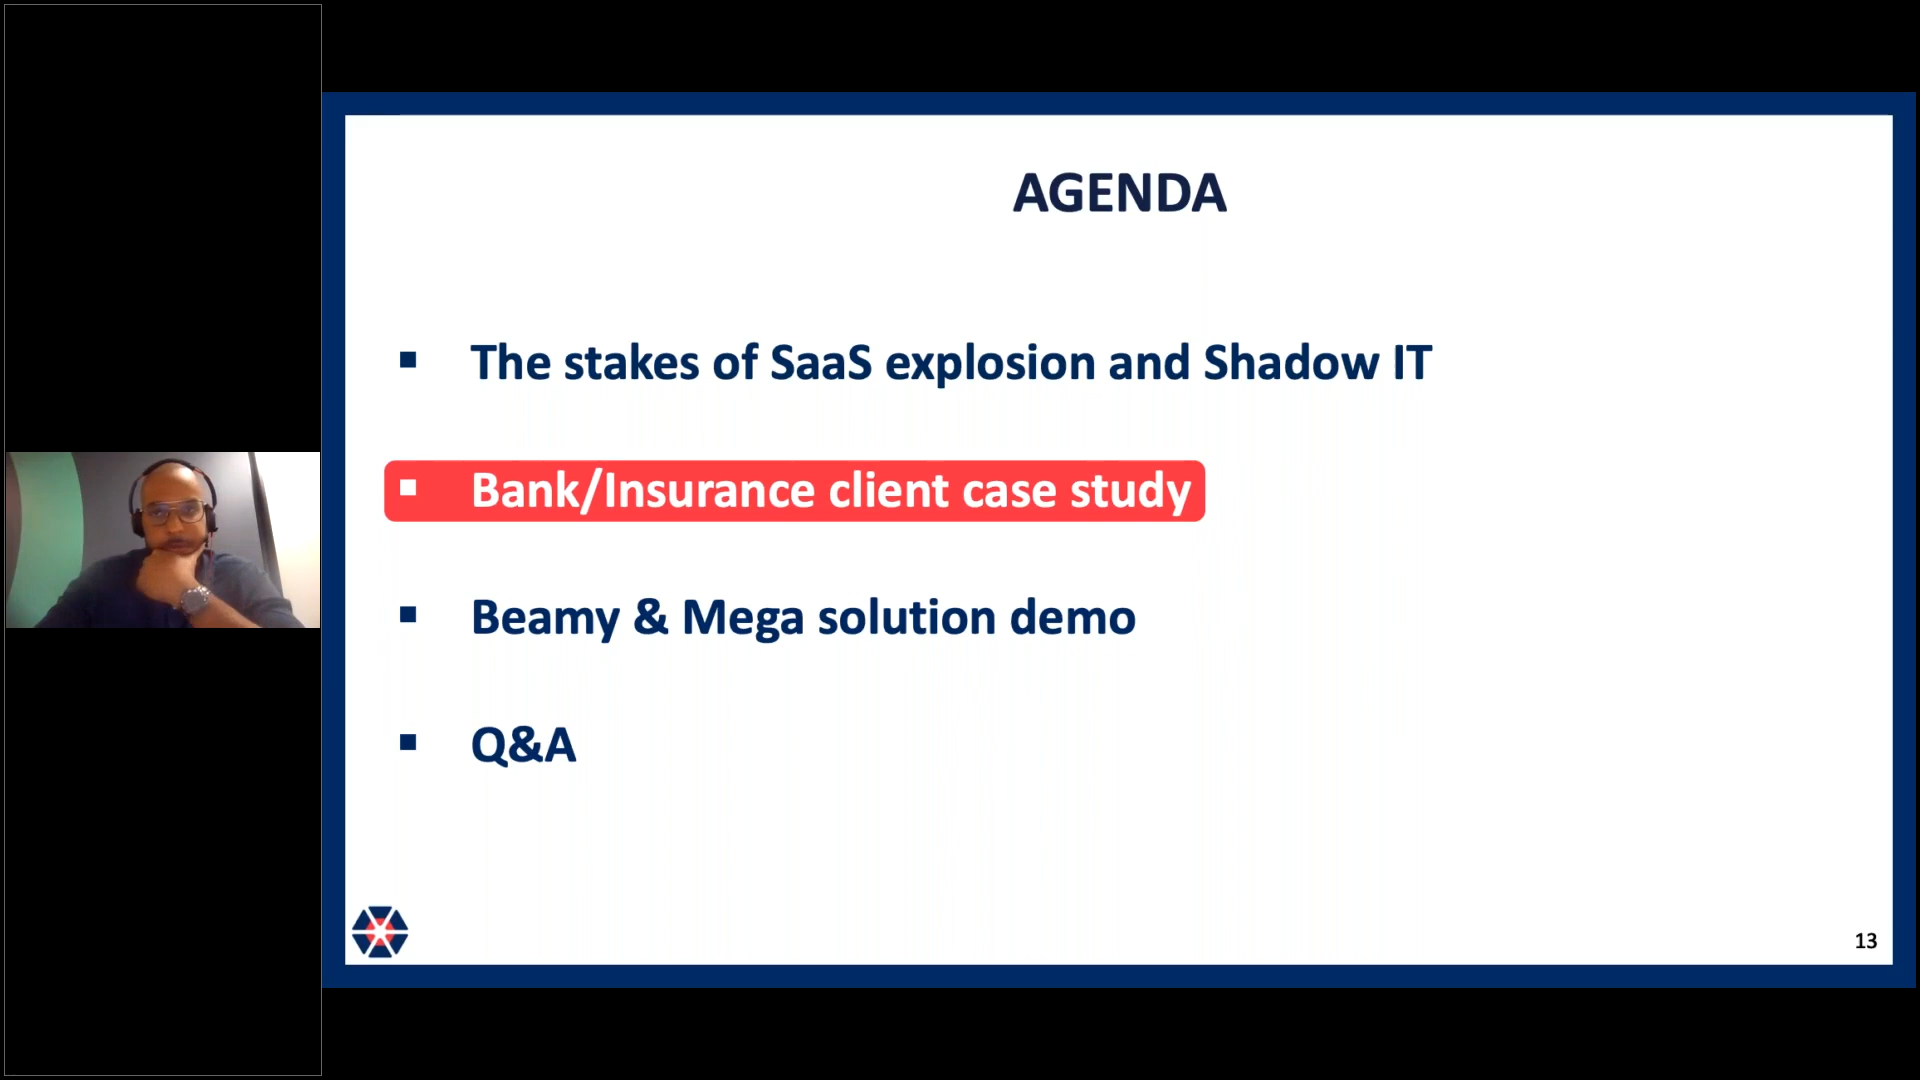 AGENDA
▪ The stakes of SaaS explosion and Shadow IT
▪ Bank/Insurance client case study
▪ Beamy & Mega solution demo
▪ Q&A
13